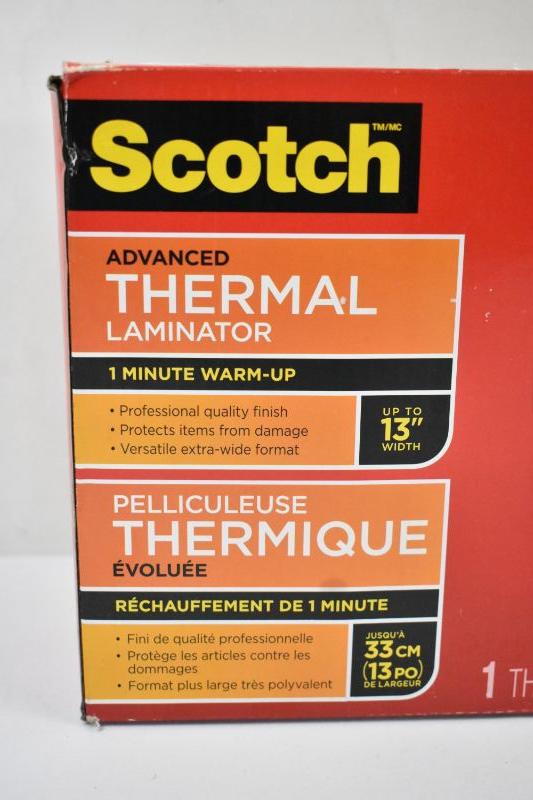 Scotch TM/MC
ADVANCED
THERMAL
LAMINATOR
1 MINUTE WARM-UP
• Professional quality finish
• Protects items from damage
• Versatile extra-wide format
UP TO
13"
WIDTH
PELLICULEUSE
THERMIQUE
ÉVOLUÉE
RÉCHAUFFEMENT DE 1 MINUTE
• Fini de qualité professionnelle
• Protège les articles contre les
dommages
• Format plus large très polyvalent
JUSQU'À
33 CM
(13 PO)
DE LARGEUR
1 TH